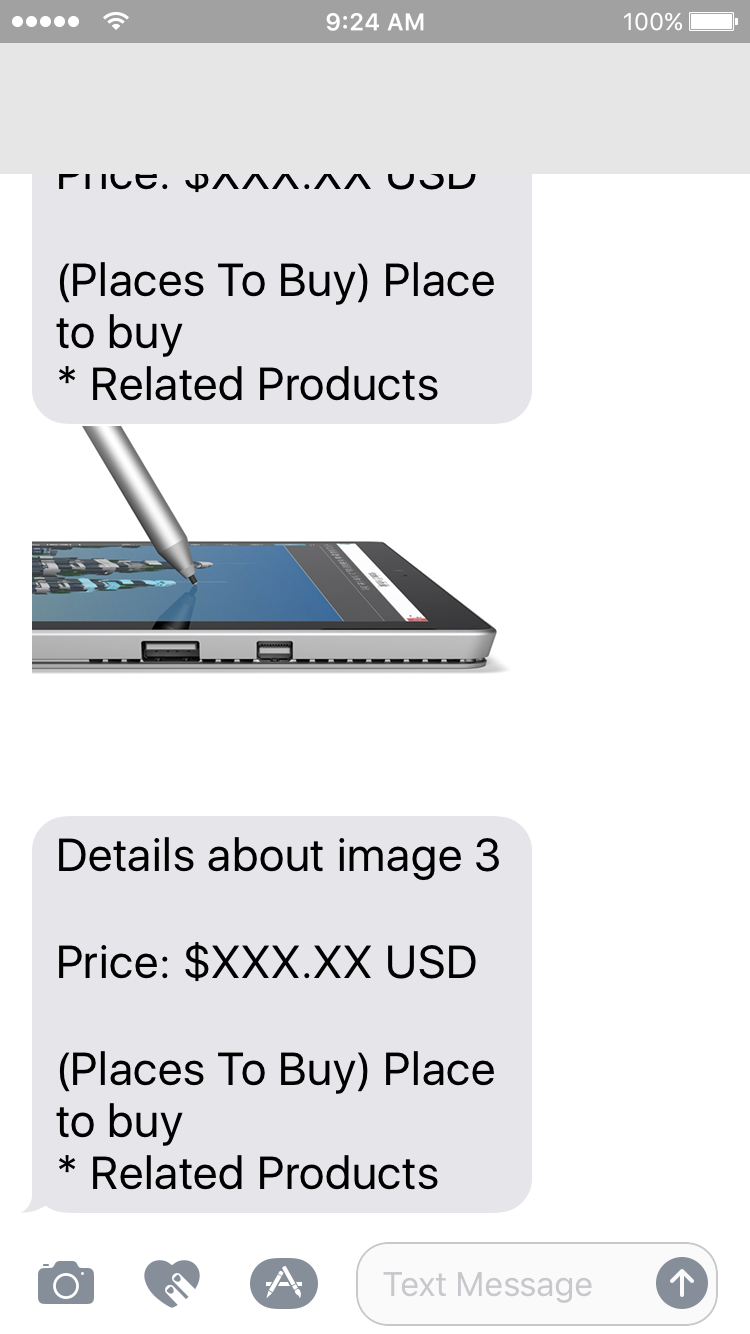 9:24 AM
100%
Price: $XXX.XX USD
(Places To Buy) Place
to buy
* Related Products
Details about image 3
Price: $XXX.XX USD
(Places To Buy) Place
to buy
* Related Products
Text Message